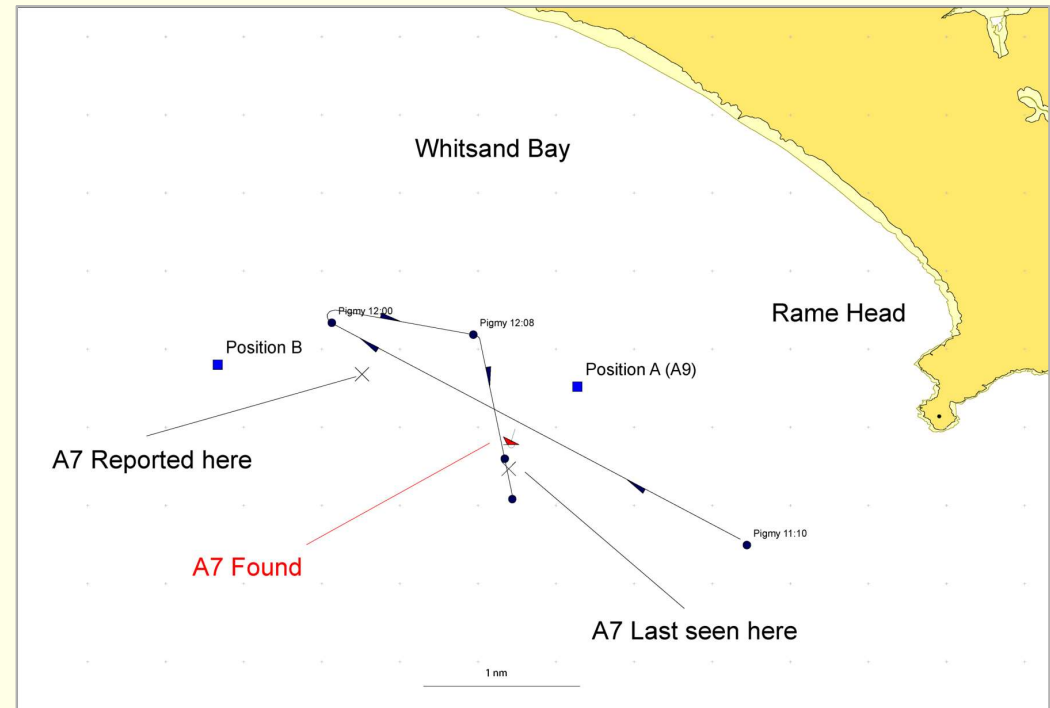 Whitsand Bay
Rame Head
Pigmy 12:00
Pigmy 12:08
Position B
Position A (A9)
A7 Reported here
A7 Found
Pigmy 11:10
A7 Last seen here
1 nm